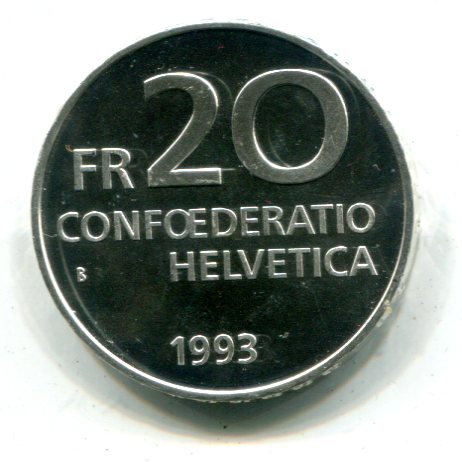 FR 20
CONFŒDERATIO
B HELVETICA
1993